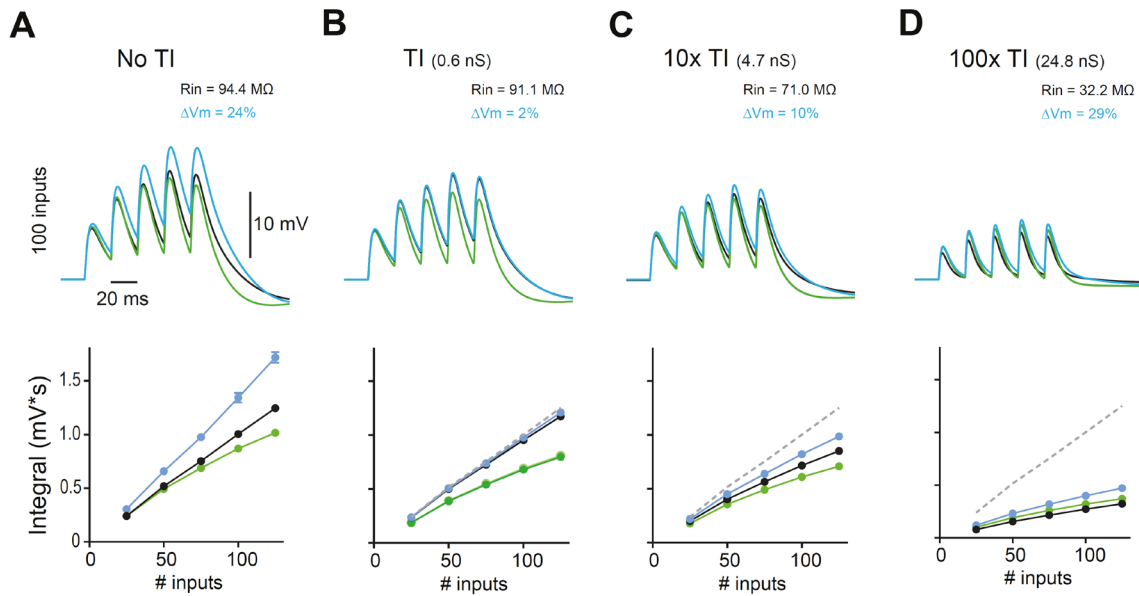 A
B
C
D
No TI
TI (0.6 nS)
10x TI (4.7 nS)
100x TI (24.8 nS)
Rin = 94.4 MΩ
Rin = 91.1 MΩ
Rin = 71.0 MΩ
Rin = 32.2 MΩ
ΔVm = 24%
ΔVm = 2%
ΔVm = 10%
ΔVm = 29%
100 inputs
10 mV
20 ms
Integral (mV*s)
1.5
1.0
0.5
0
0 50 100
0 50 100
0 50 100
0 50 100
# inputs
# inputs
# inputs
# inputs